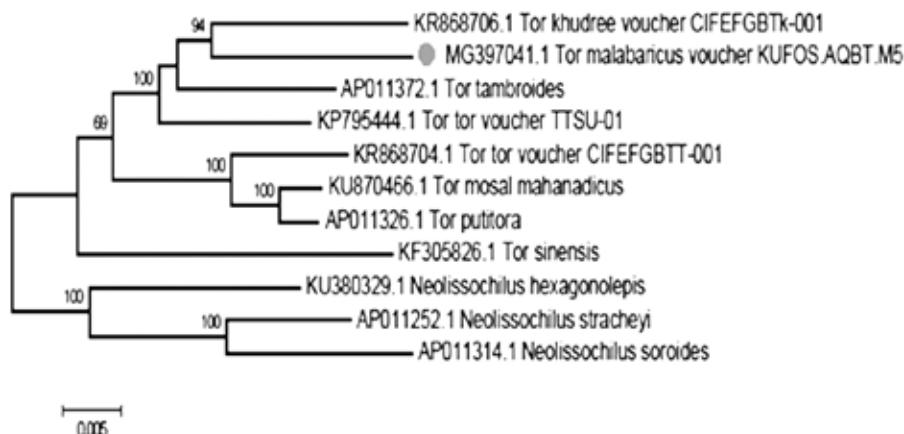 94
KR868706.1 Tor khudree voucher CIFEFGBTk-001
MG397041.1 Tor malabaricus voucher KUFOS.AQBT.M5
100
AP011372.1 Tor tambroides
KP795444.1 Tor tor voucher TTSU-01
69
KR868704.1 Tor tor voucher CIFEFGBTT-001
100
KU870466.1 Tor mosal mahanadicus
100
AP011326.1 Tor putitora
KF305826.1 Tor sinensis
KU380329.1 Neolissochilus hexagonolepis
100
AP011252.1 Neolissochilus stracheyi
100
AP011314.1 Neolissochilus soroides
0.005